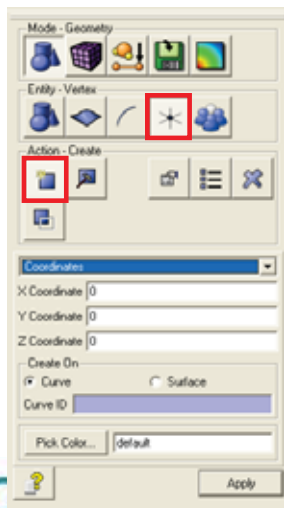 Mode - Geometry
Entity - Vertex
Action - Create
Coordinates
X Coordinate 0
Y Coordinate 0
Z Coordinate 0
Create On
Curve Surface
Curve ID
Pick Color... default
? Apply